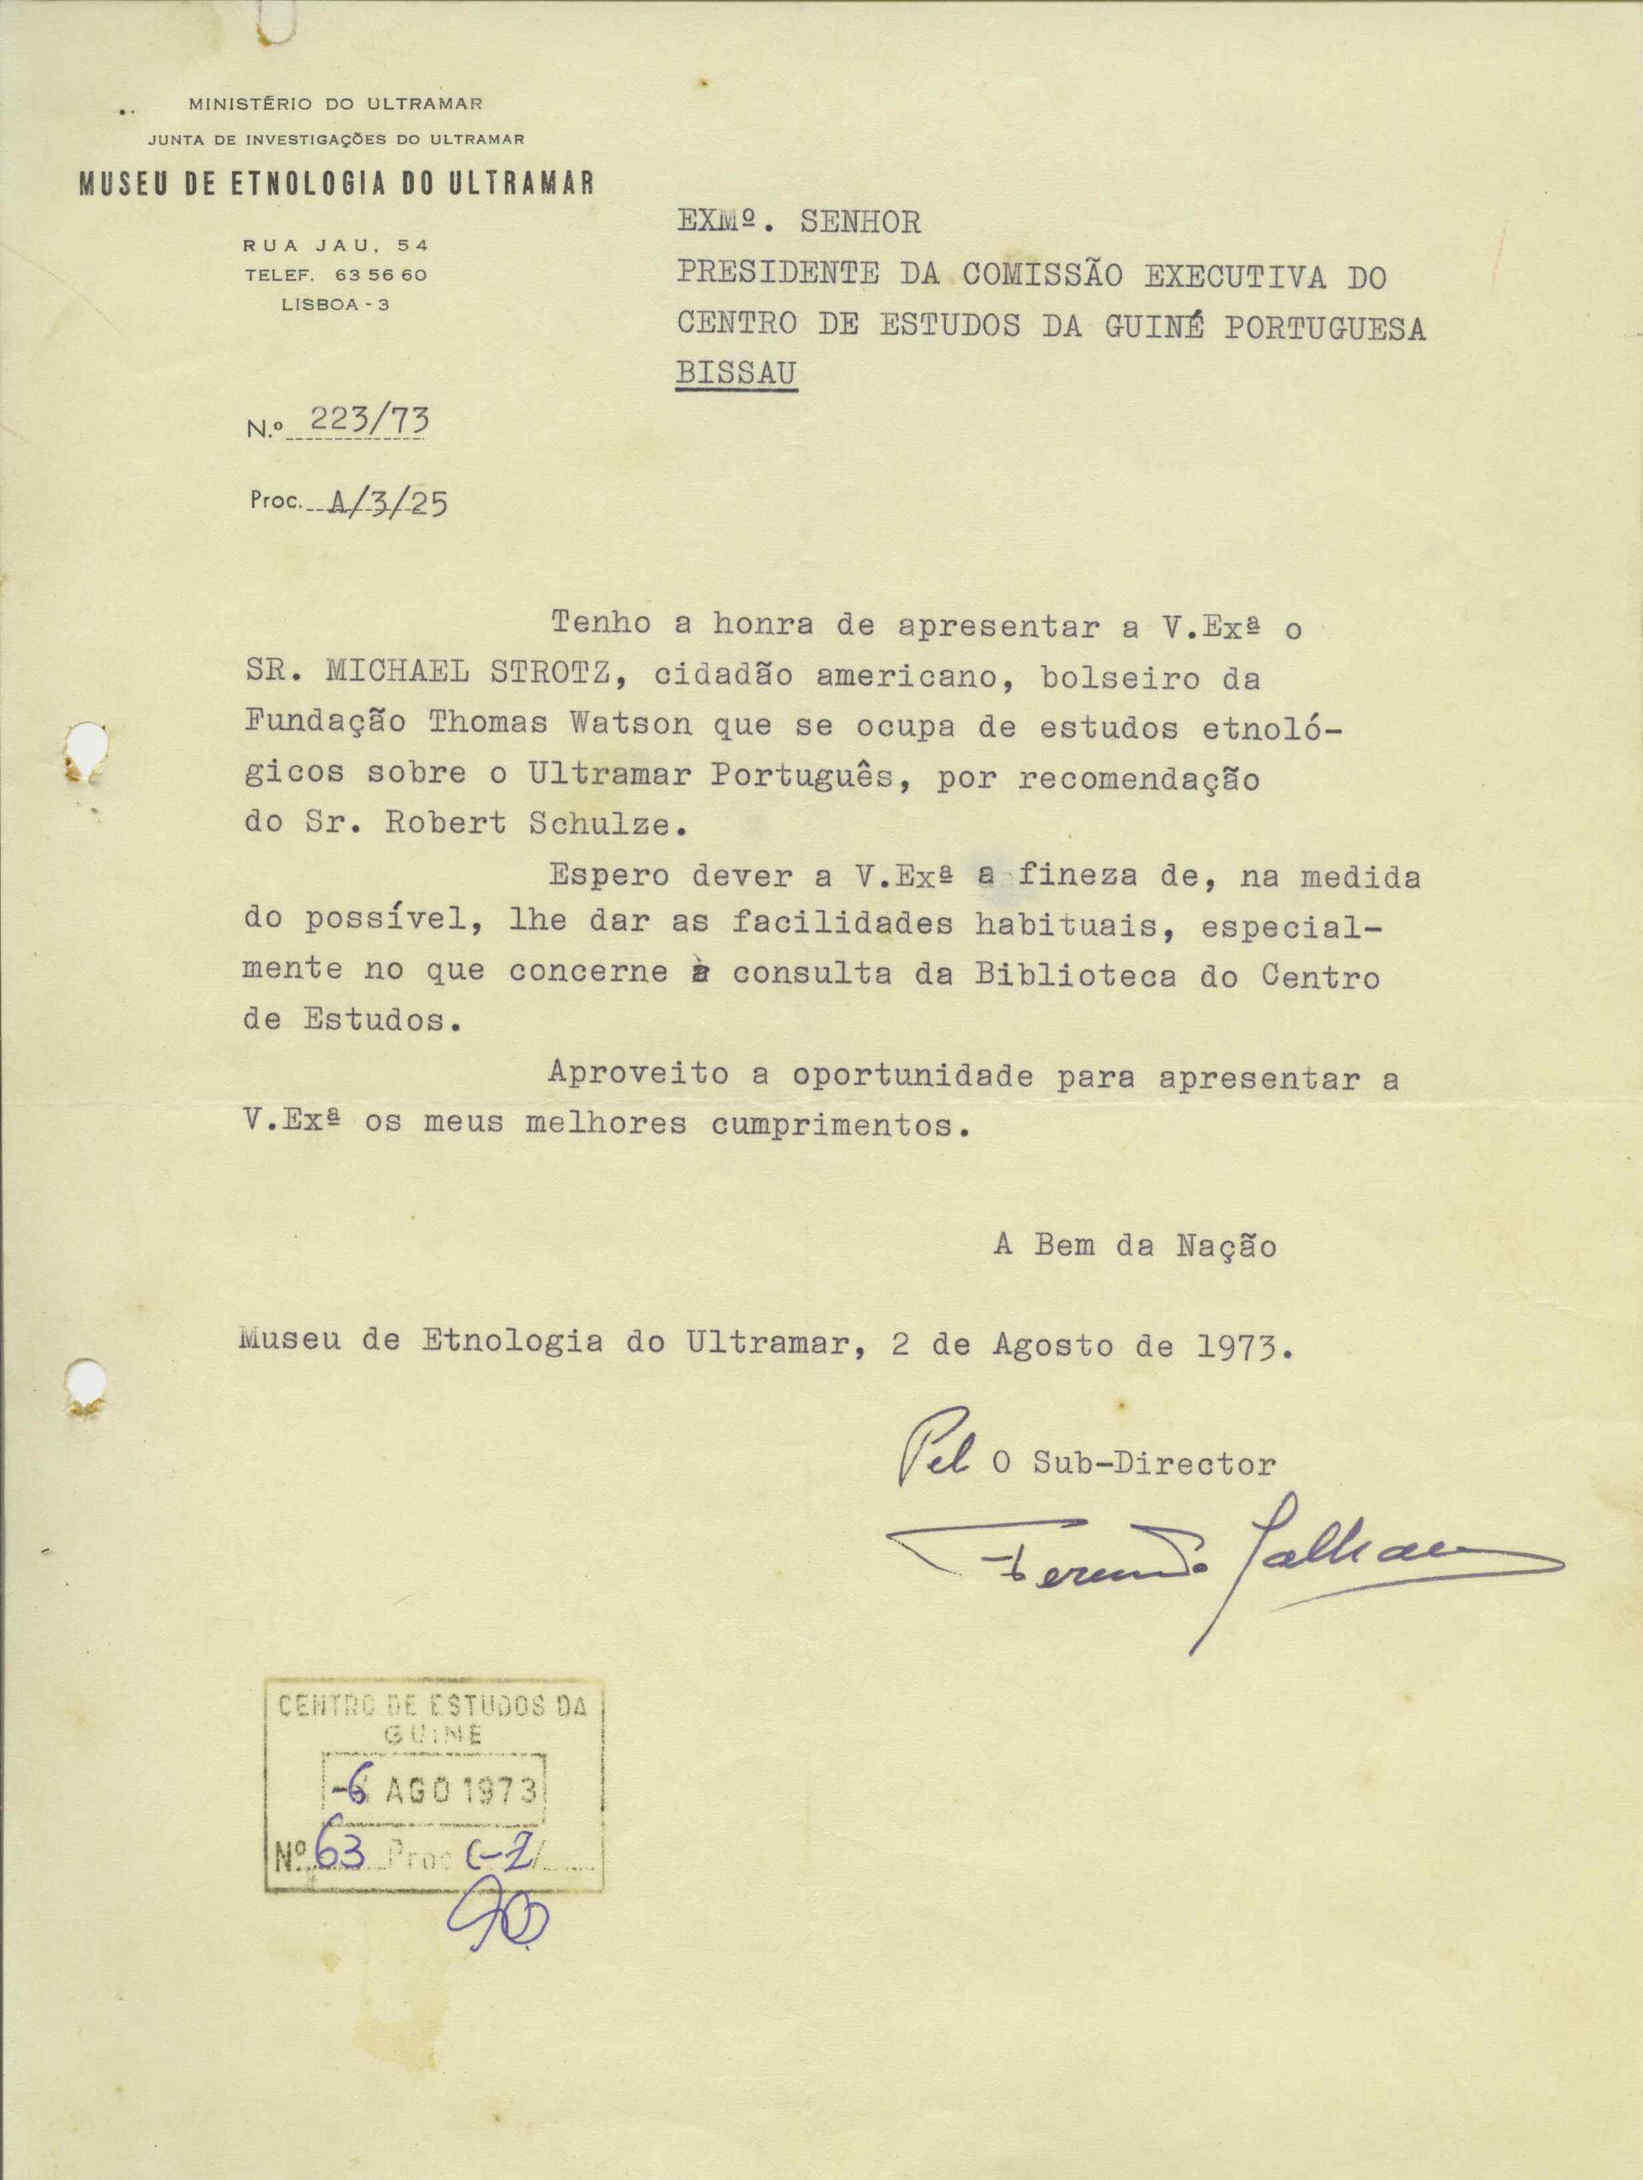 MINISTÉRIO DO ULTRAMAR
JUNTA DE INVESTIGAÇÕES DO ULTRAMAR
MUSEU DE ETNOLOGIA DO ULTRAMAR
RUA JAU, 54
TELEF. 63 56 60
LISBOA - 3
EXMº. SENHOR
PRESIDENTE DA COMISSÃO EXECUTIVA DO
CENTRO DE ESTUDOS DA GUINÉ PORTUGUESA
BISSAU
N.º 223/73
Proc. A/3/25
Tenho a honra de apresentar a V.Exª o
SR. MICHAEL STROTZ, cidadão americano, bolseiro da
Fundação Thomas Watson que se ocupa de estudos etnoló-
gicos sobre o Ultramar Português, por recomendação
do Sr. Robert Schulze.
Espero dever a V.Exª a fineza de, na medida
do possível, lhe dar as facilidades habituais, especial-
mente no que concerne à consulta da Biblioteca do Centro
de Estudos.
Aproveito a oportunidade para apresentar a
V.Exª os meus melhores cumprimentos.
A Bem da Nação
Museu de Etnologia do Ultramar, 2 de Agosto de 1973.
Pel O Sub-Director
Fernando Galhano
CENTRO DE ESTUDOS DA
GUINÉ
-6 AGO 1973
Nº 63 Proc C-2/